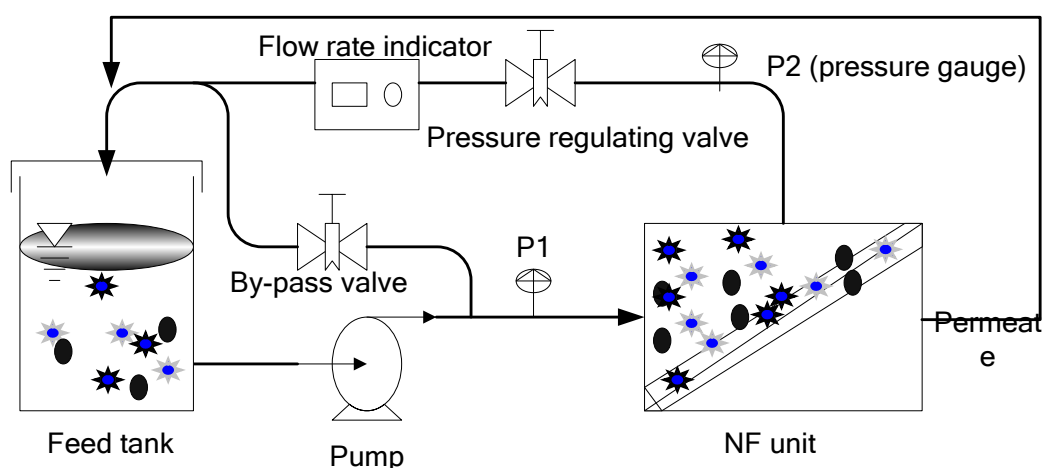 Flow rate indicator
P2 (pressure gauge)
Pressure regulating valve
P1
By-pass valve
Permeat
e
Feed tank
Pump
NF unit